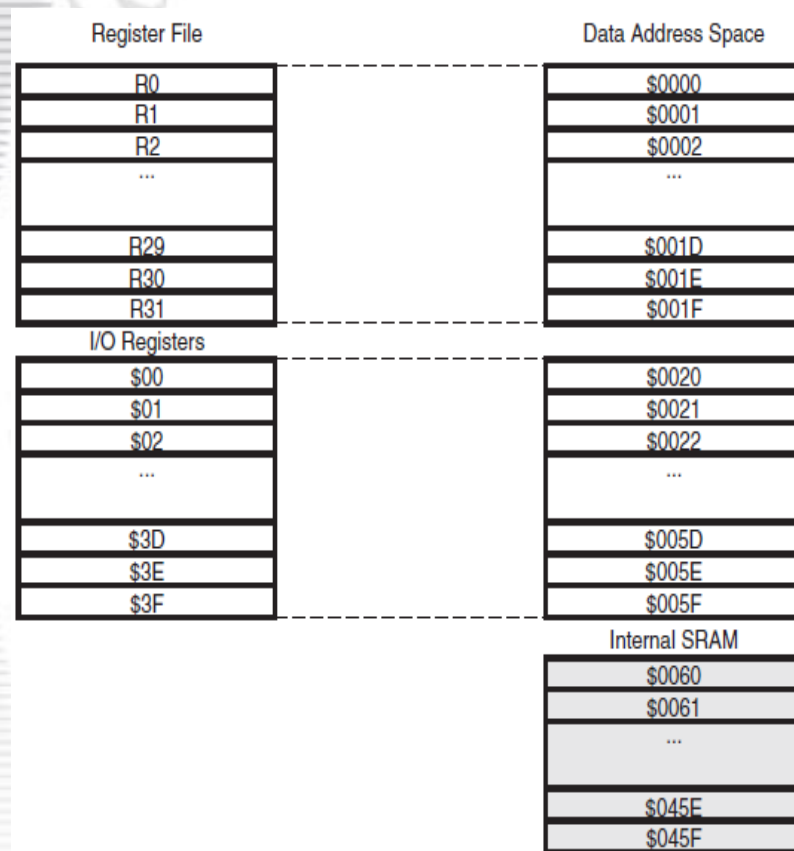 Register File Data Address Space
R0 $0000
R1 $0001
R2 $0002
... ...
R29 $001D
R30 $001E
R31 $001F
I/O Registers
$00 $0020
$01 $0021
$02 $0022
... ...
$3D $005D
$3E $005E
$3F $005F
Internal SRAM
$0060
$0061
...
$045E
$045F